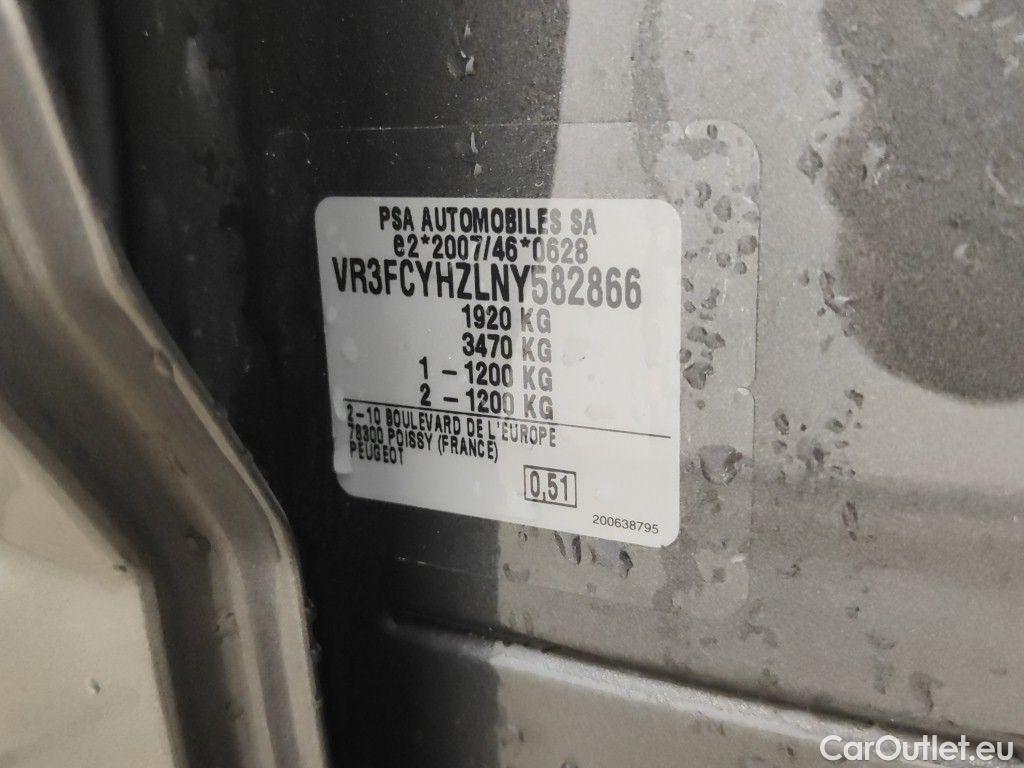 PSA AUTOMOBILES SA
e2*2007/46*0628
VR3FCYHZLNY582866
1920 KG
3470 KG
1 - 1200 KG
2 - 1200 KG
2-10 BOULEVARD DE L'EUROPE
78300 POISSY (FRANCE)
PEUGEOT
0,51
200638795
CarOutlet.eu